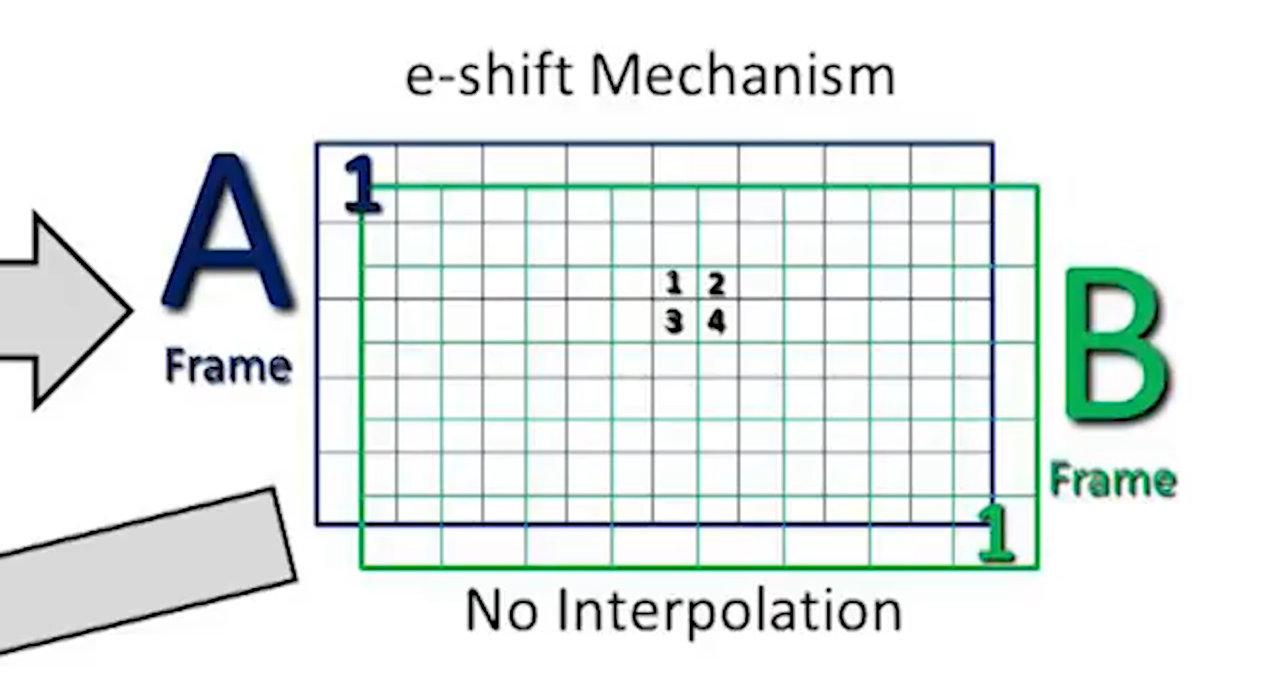 e-shift Mechanism
A
Frame
1
1 2
3 4
B
Frame
1
No Interpolation